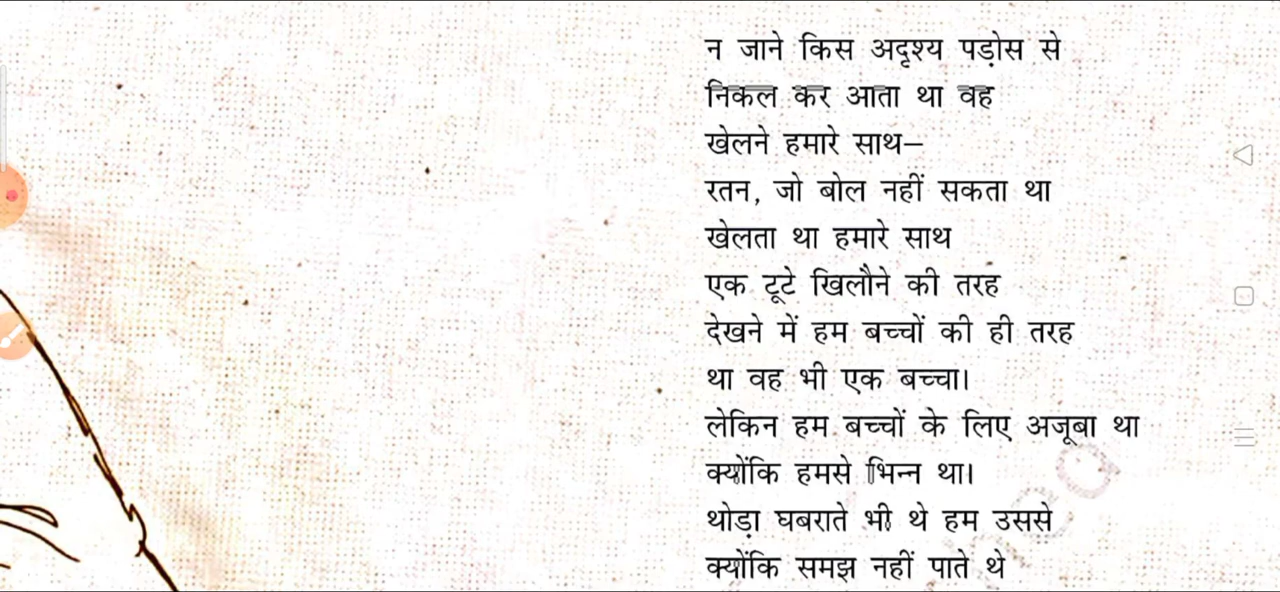 न जाने किस अदृश्य पड़ोस से
निकल कर आता था वह
खेलने हमारे साथ–
रतन, जो बोल नहीं सकता था
खेलता था हमारे साथ
एक टूटे खिलौने की तरह
देखने में हम बच्चों की ही तरह
था वह भी एक बच्चा।
लेकिन हम बच्चों के लिए अजूबा था
क्योंकि हमसे भिन्न था।
थोड़ा घबराते भी थे हम उससे
क्योंकि समझ नहीं पाते थे